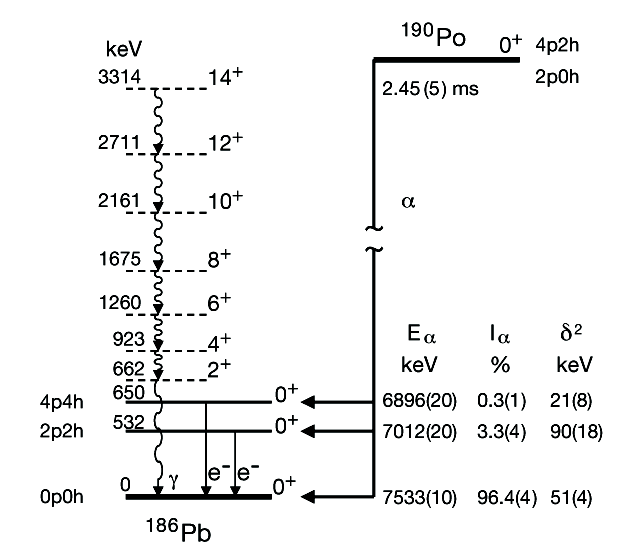 190Po 0+ 4p2h
2p0h
2.45(5) ms
α
keV
3314 14+
2711 12+
2161 10+
1675 8+
1260 6+
923 4+
662 2+
4p4h 650 0+
2p2h 532 0+
0p0h 0 0+
γ e- e-
186Pb
Eα Iα δ2
keV % keV
6896(20) 0.3(1) 21(8)
7012(20) 3.3(4) 90(18)
7533(10) 96.4(4) 51(4)